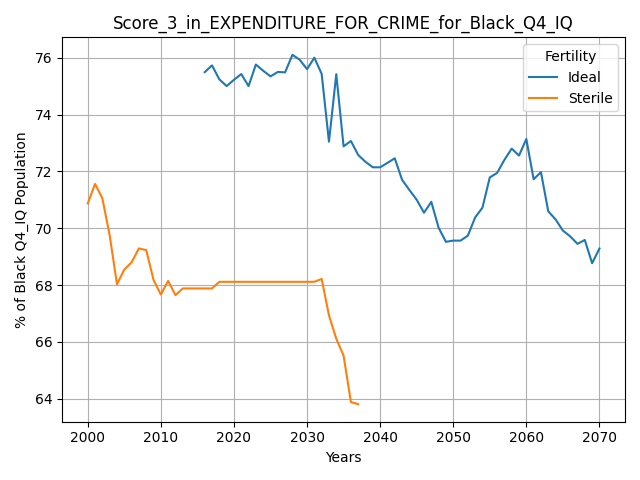 Score_3_in_EXPENDITURE_FOR_CRIME_for_Black_Q4_IQ
Fertility
Ideal
Sterile
76
74
72
70
68
66
64
% of Black Q4_IQ Population
2000 2010 2020 2030 2040 2050 2060 2070
Years